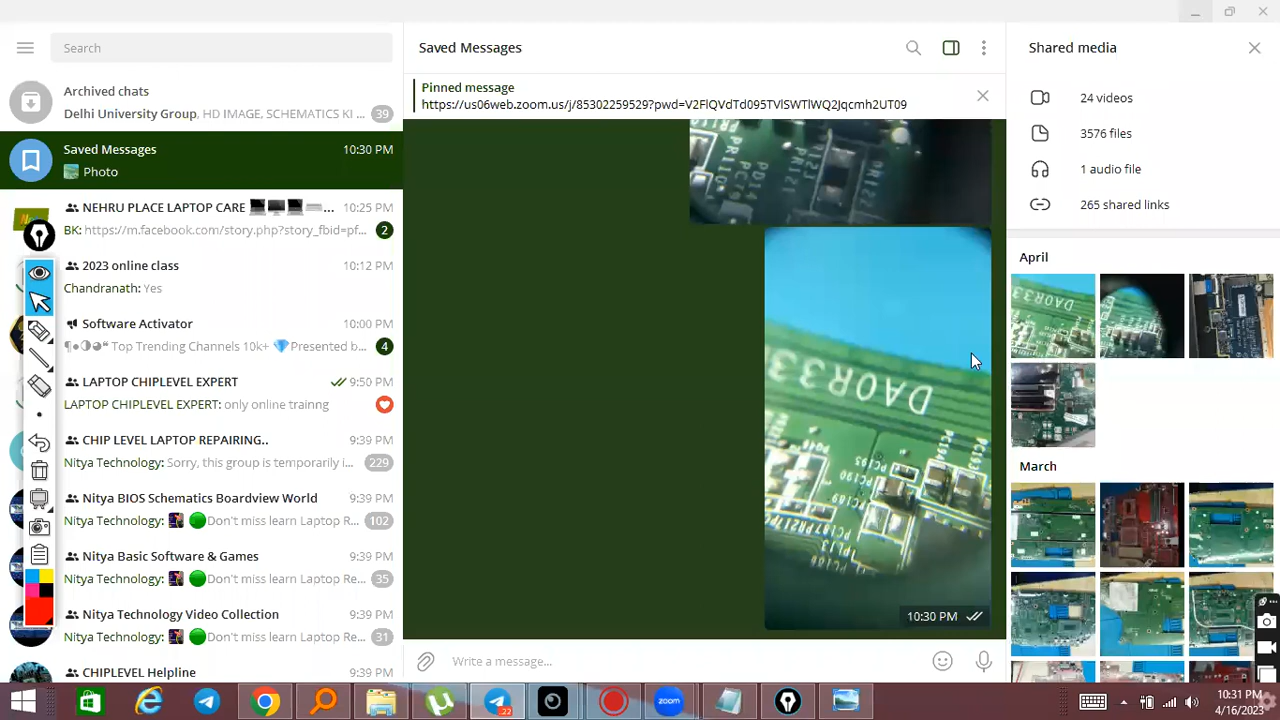 Search
Archived chats
Delhi University Group, HD IMAGE, SCHEMATICS KI ... 39
Saved Messages 10:30 PM
Photo
NEHRU PLACE LAPTOP CARE ... 10:25 PM
BK: https://m.facebook.com/story.php?story_fbid=pf... 2
2023 online class 10:12 PM
Chandranath: Yes
Software Activator 10:00 PM
Top Trending Channels 10k+ 💎Presented b... 4
LAPTOP CHIPLEVEL EXPERT 9:50 PM
LAPTOP CHIPLEVEL EXPERT: only online trainng
CHIP LEVEL LAPTOP REPAIRING.. 9:39 PM
Nitya Technology: Sorry, this group is temporarily i... 229
Nitya BIOS Schematics Boardview World 9:39 PM
Nitya Technology: Don't miss learn Laptop R... 102
Nitya Basic Software & Games 9:39 PM
Nitya Technology: Don't miss learn Laptop Re... 35
Nitya Technology Video Collection 9:39 PM
Nitya Technology: Don't miss learn Laptop Re... 31
CHIPLEVEL Helpline 9:39 PM
Saved Messages
Pinned message
PR123
PR121
DA0R33
PC195
PC190
PC189
10:30 PM
Write a message...
Shared media
24 videos
3576 files
1 audio file
265 shared links
April
March
22
zoom
10:31 PM
4/16/2023